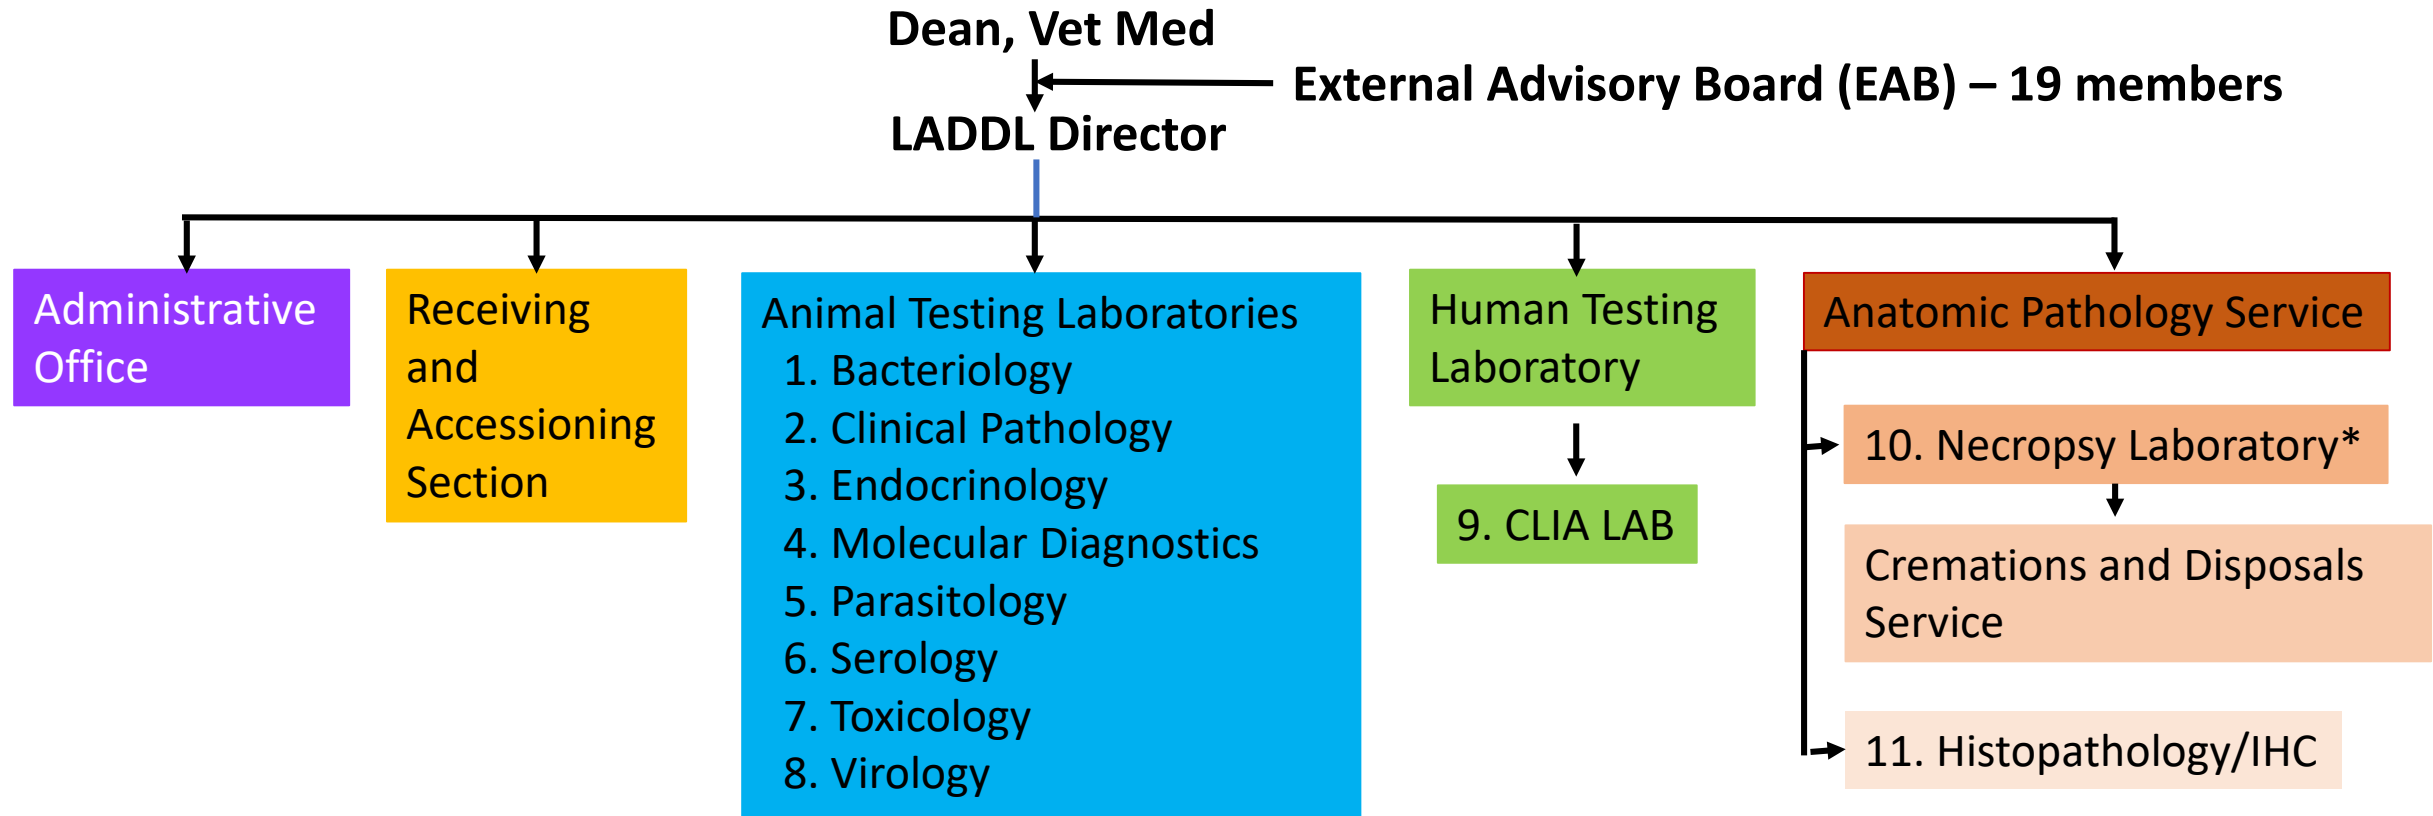 Dean, Vet Med
External Advisory Board (EAB) – 19 members
LADDL Director
Administrative
Office
Receiving
and
Accessioning
Section
Animal Testing Laboratories
1. Bacteriology
2. Clinical Pathology
3. Endocrinology
4. Molecular Diagnostics
5. Parasitology
6. Serology
7. Toxicology
8. Virology
Human Testing
Laboratory
9. CLIA LAB
Anatomic Pathology Service
10. Necropsy Laboratory*
Cremations and Disposals
Service
11. Histopathology/IHC